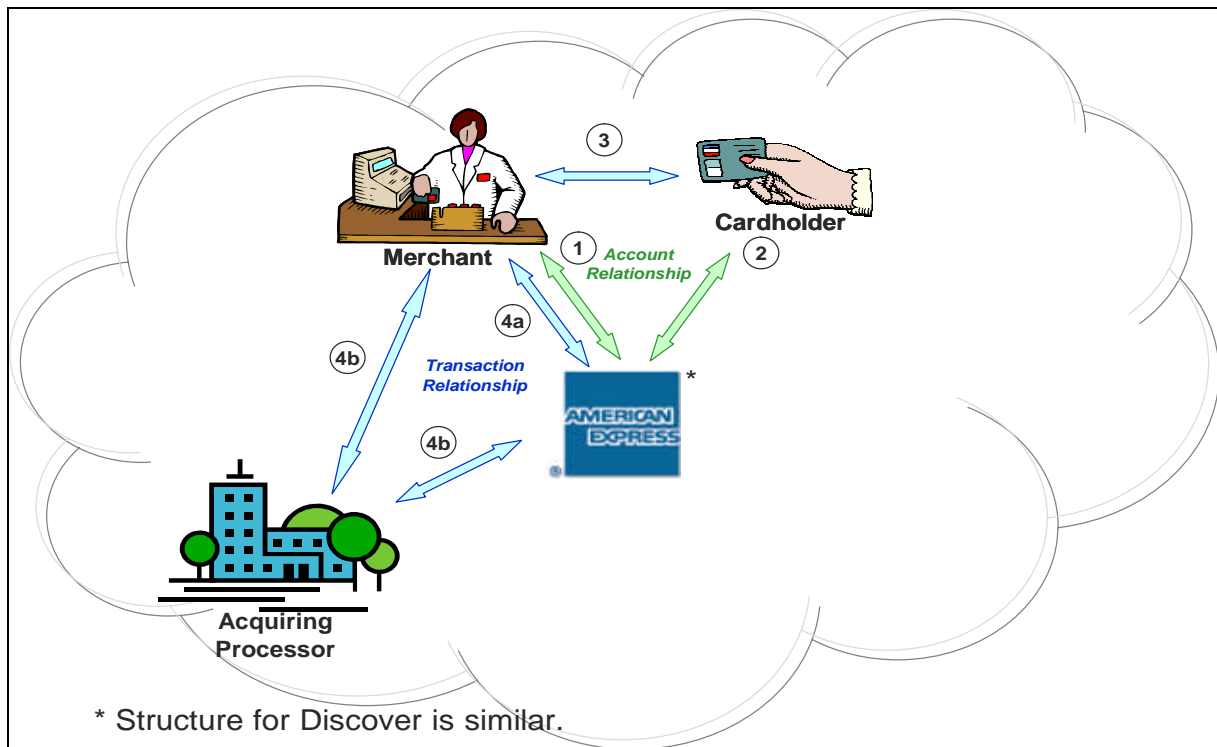 3
Cardholder
Merchant
1
Account
Relationship
2
4a
4b
Transaction
Relationship
*
AMERICAN
EXPRESS
®
4b
Acquiring
Processor
* Structure for Discover is similar.